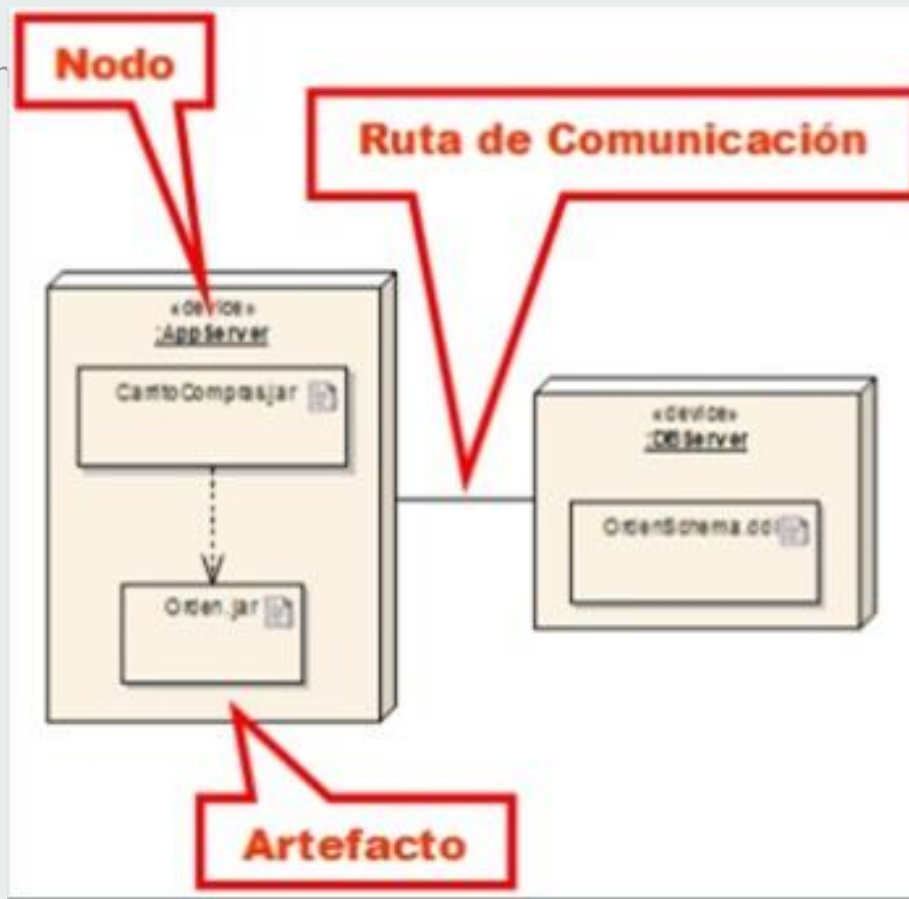 Nodo
Ruta de Comunicación
«device»
:AppServer
CarritoCompras.jar
Orden.jar
«device»
:DBServer
OrdenSchema.ddl
Artefacto